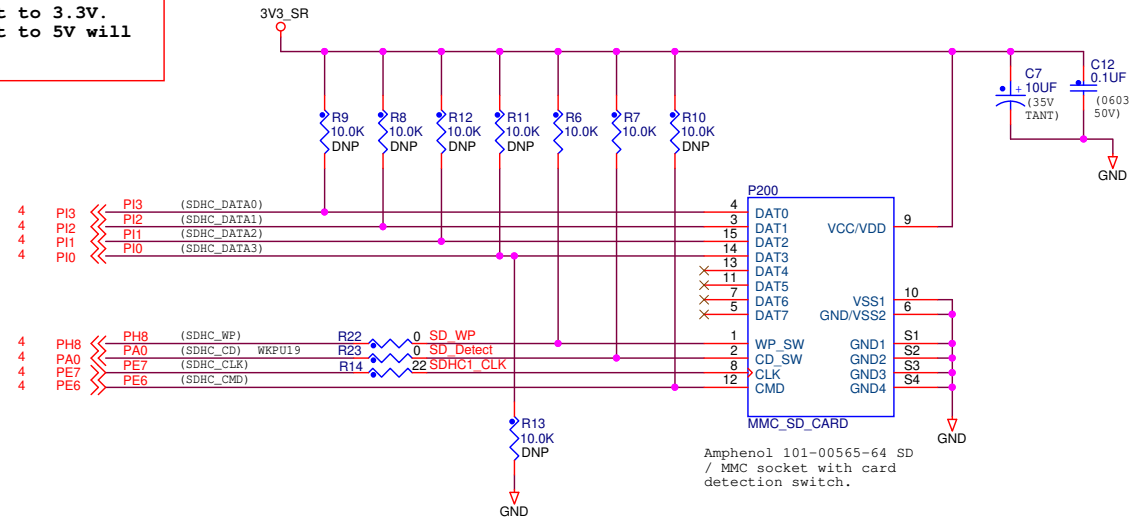 t to 3.3V.
t to 5V will
3V3_SR
C7
10UF
(35V
TANT)
+
C12
0.1UF
(0603
50V)
GND
R9
10.0K
DNP
R8
10.0K
DNP
R12
10.0K
DNP
R11
10.0K
DNP
R6
10.0K
R7
10.0K
R10
10.0K
DNP
P200
4 PI3 PI3 (SDHC_DATA0) 4 DAT0
4 PI2 PI2 (SDHC_DATA1) 3 DAT1 VCC/VDD 9
4 PI1 PI1 (SDHC_DATA2) 15 DAT2
4 PI0 PI0 (SDHC_DATA3) 14 DAT3
13 DAT4
11 DAT5
7 DAT6 VSS1 10
5 DAT7 GND/VSS2 6
4 PH8 PH8 (SDHC_WP) R22 0 SD_WP 1 WP_SW GND1 S1
4 PA0 PA0 (SDHC_CD) WKPU19 R23 0 SD_Detect 2 CD_SW GND2 S2
4 PE7 PE7 (SDHC_CLK) R14 22 SDHC1_CLK 8 CLK GND3 S3
4 PE6 PE6 (SDHC_CMD) 12 CMD GND4 S4
MMC_SD_CARD
GND
R13
10.0K
DNP
GND
Amphenol 101-00565-64 SD
/ MMC socket with card
detection switch.